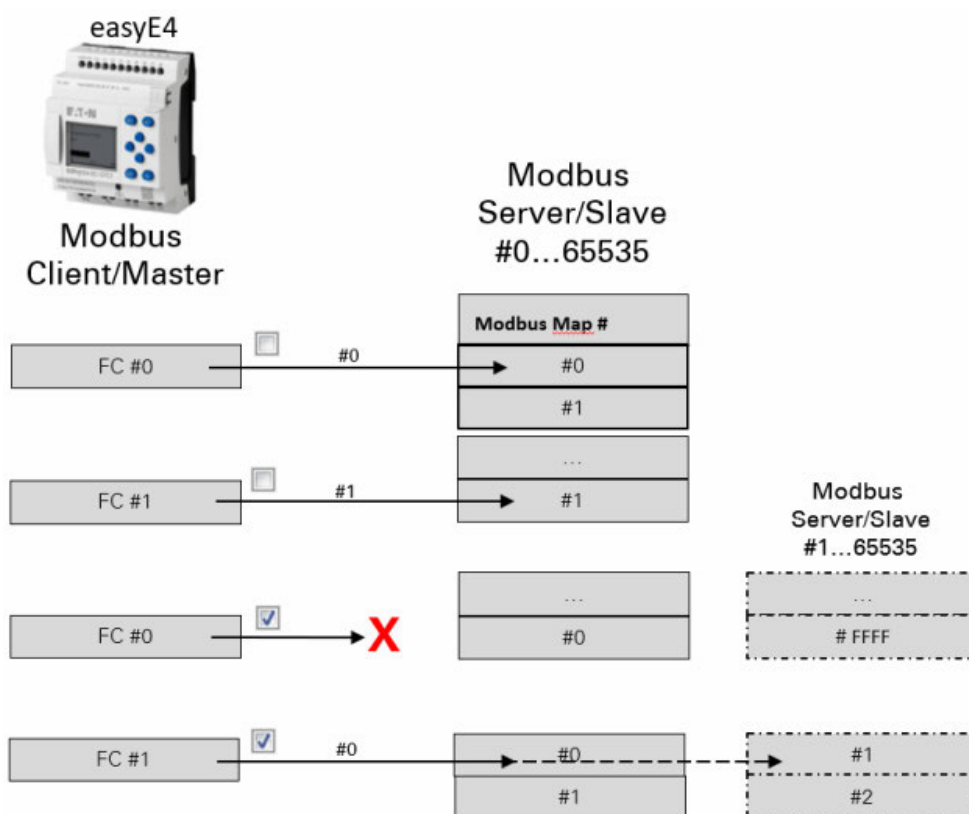 easyE4
E·T·N
Modbus
Client/Master
Modbus
Server/Slave
#0...65535
Modbus Map #
FC #0
#0
#0
#1
...
FC #1
#1
#1
Modbus
Server/Slave
#1...65535
...
...
FC #0
X
#0
# FFFF
FC #1
#0
#0
#1
#1
#2